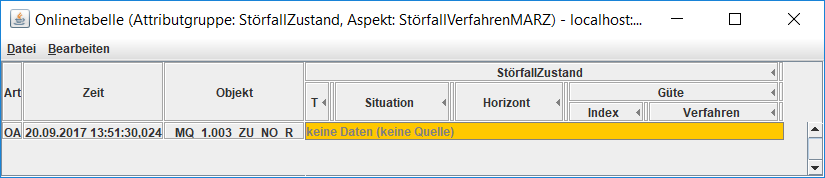 Onlinetabelle (Attributgruppe: StörfallZustand, Aspekt: StörfallVerfahrenMARZ) - localhost:...
Datei Bearbeiten
StörfallZustand
Art Zeit Objekt T Situation Horizont Güte
Index Verfahren
OA 20.09.2017 13:51:30,024 MQ_1.003_ZU_NO_R keine Daten (keine Quelle)